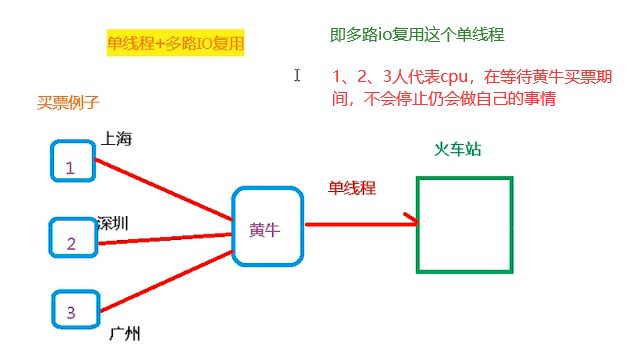 单线程+多路IO复用
即多路io复用这个单线程
1、2、3人代表cpu，在等待黄牛买票期
间，不会停止仍会做自己的事情
买票例子
上海
火车站
1
单线程
深圳
黄牛
2
3
广州